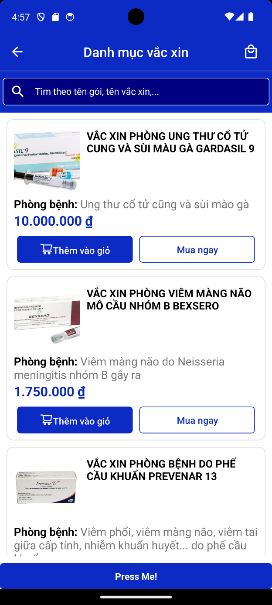 4:57
Danh mục vắc xin
Tìm theo tên gói, tên vắc xin,...
VẮC XIN PHÒNG UNG THƯ CỔ TỬ
CUNG VÀ SÙI MÀU GÀ GARDASIL 9
Phòng bệnh: Ung thư cổ tử cũng và sùi mào gà
10.000.000 ₫
Thêm vào giỏ
Mua ngay
VẮC XIN PHÒNG VIÊM MÀNG NÃO
MÔ CẦU NHÓM B BEXSERO
Phòng bệnh: Viêm màng não do Neisseria
meningitis nhóm B gây ra
1.750.000 ₫
Thêm vào giỏ
Mua ngay
VẮC XIN PHÒNG BỆNH DO PHẾ
CẦU KHUẨN PREVENAR 13
Phòng bệnh: Viêm phổi, viêm màng não, viêm tai
giữa cấp tính, nhiễm khuẩn huyết... do phế cầu
Press Me!